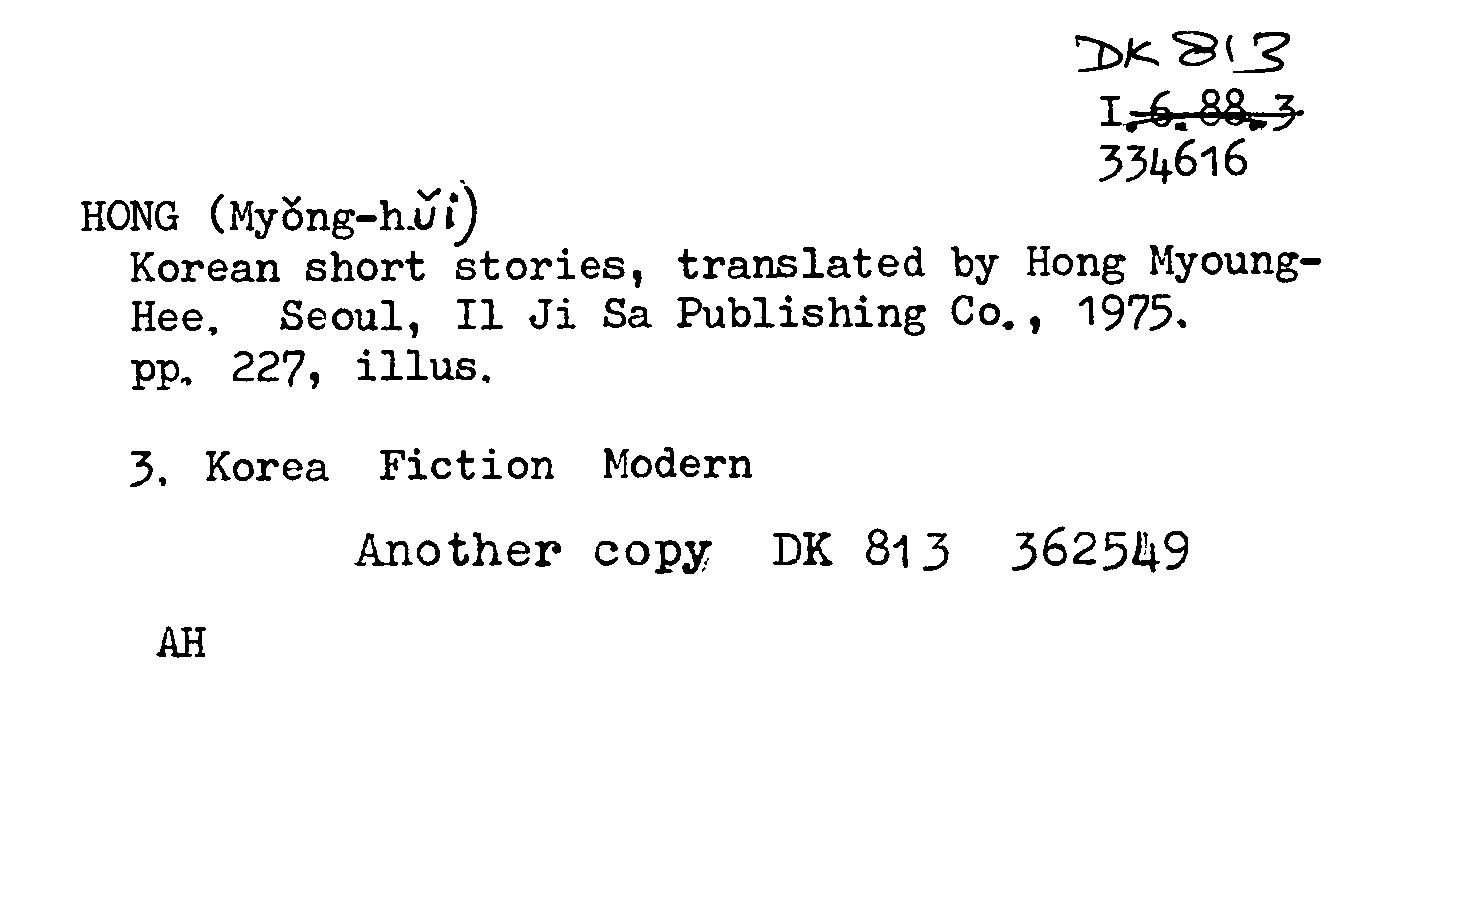 DK 813
I.6.88.3
334616
HONG (Myŏng-hŭi)
Korean short stories, translated by Hong Myoung-
Hee. Seoul, Il Ji Sa Publishing Co., 1975.
pp. 227, illus.
3. Korea Fiction Modern
Another copy DK 813 362549
AH